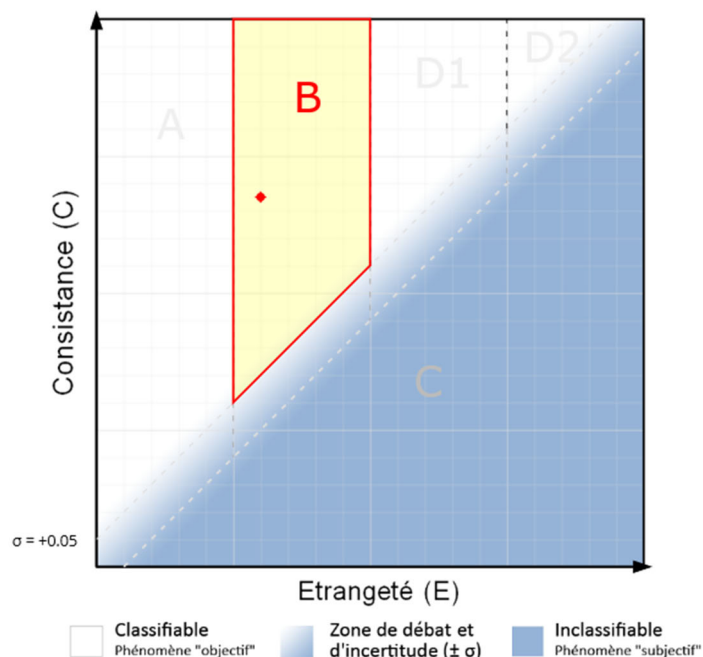 D2
D1
B
A
Consistance (C)
C
σ = +0.05
Etrangeté (E)
Classifiable
Phénomène "objectif"
Zone de débat et
d'incertitude (± σ)
Inclassifiable
Phénomène "subjectif"